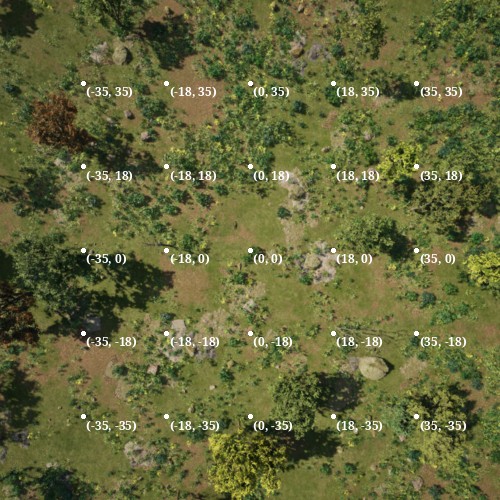 (-35, 35) (-18, 35) (0, 35) (18, 35) (35, 35)
(-35, 18) (-18, 18) (0, 18) (18, 18) (35, 18)
(-35, 0) (-18, 0) (0, 0) (18, 0) (35, 0)
(-35, -18) (-18, -18) (0, -18) (18, -18) (35, -18)
(-35, -35) (-18, -35) (0, -35) (18, -35) (35, -35)